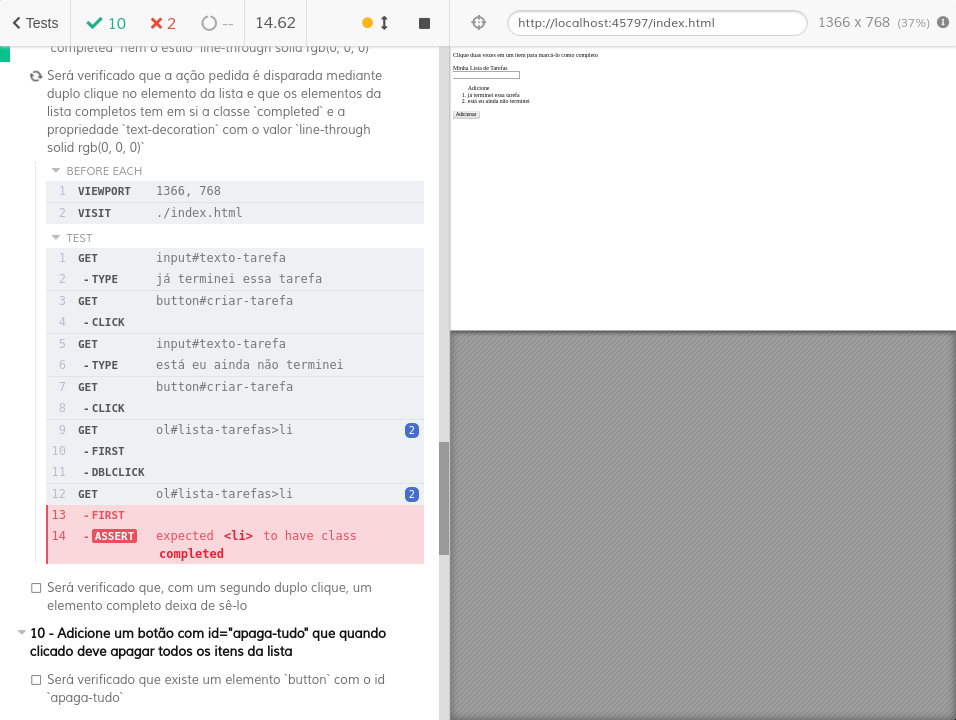 Tests
10
2
--
14.62
http://localhost:45797/index.html
1366 x 768 (37%)
completed` nem o estilo `line-through solid rgb(0, 0, 0)`
Será verificado que a ação pedida é disparada mediante
duplo clique no elemento da lista e que os elementos da
lista completos tem em si a classe `completed` e a
propriedade `text-decoration` com o valor `line-through
solid rgb(0, 0, 0)`
BEFORE EACH
1 VIEWPORT 1366, 768
2 VISIT ./index.html
TEST
1 GET input#texto-tarefa
2 - TYPE já terminei essa tarefa
3 GET button#criar-tarefa
4 - CLICK
5 GET input#texto-tarefa
6 - TYPE está eu ainda não terminei
7 GET button#criar-tarefa
8 - CLICK
9 GET ol#lista-tarefas>li 2
10 - FIRST
11 - DBLCLICK
12 GET ol#lista-tarefas>li 2
13 - FIRST
14 - ASSERT expected <li> to have class
completed
Será verificado que, com um segundo duplo clique, um
elemento completo deixa de sê-lo
10 - Adicione um botão com id="apaga-tudo" que quando
clicado deve apagar todos os itens da lista
Será verificado que existe um elemento `button` com o id
`apaga-tudo`
Clique duas vezes em um item para marcá-lo como completo
Minha Lista de Tarefas
Adicione
1. já terminei essa tarefa
2. está eu ainda não terminei
Adicionar